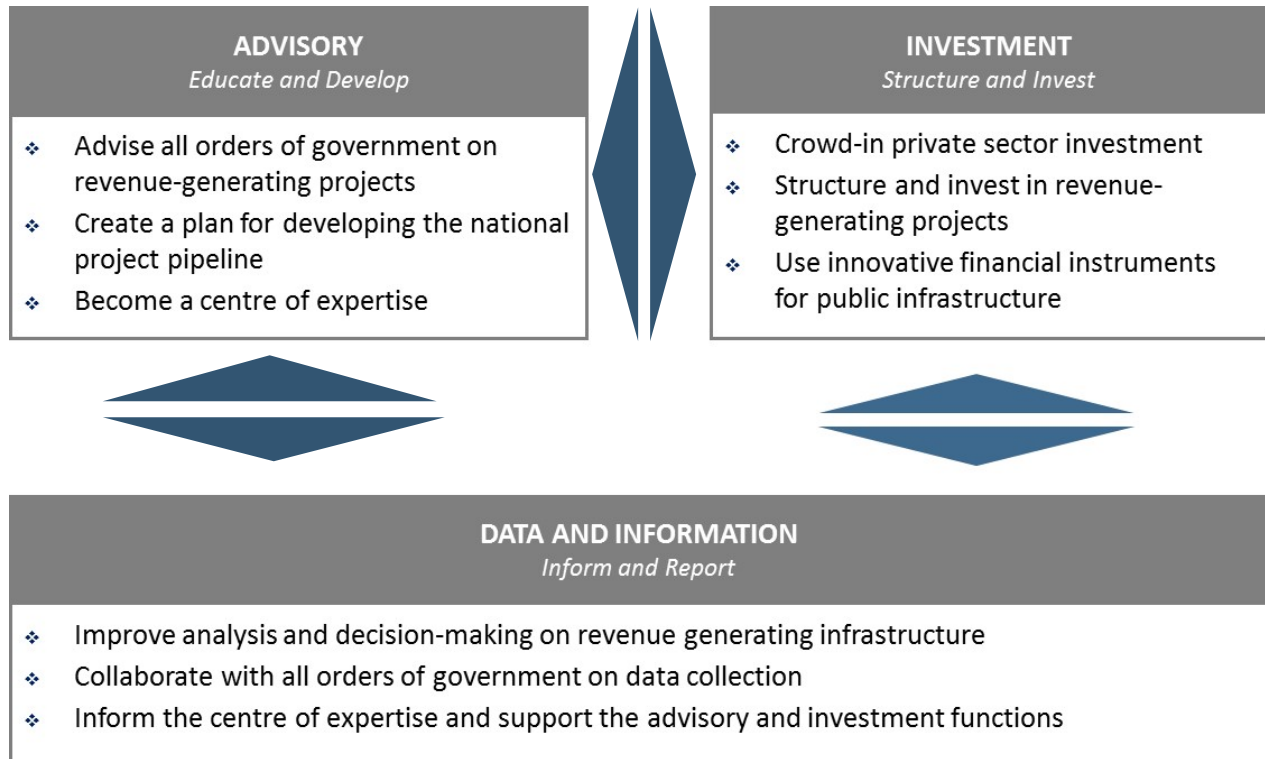 ADVISORY
Educate and Develop
❖ Advise all orders of government on
revenue-generating projects
❖ Create a plan for developing the national
project pipeline
❖ Become a centre of expertise
INVESTMENT
Structure and Invest
❖ Crowd-in private sector investment
❖ Structure and invest in revenue-
generating projects
❖ Use innovative financial instruments
for public infrastructure
DATA AND INFORMATION
Inform and Report
❖ Improve analysis and decision-making on revenue generating infrastructure
❖ Collaborate with all orders of government on data collection
❖ Inform the centre of expertise and support the advisory and investment functions